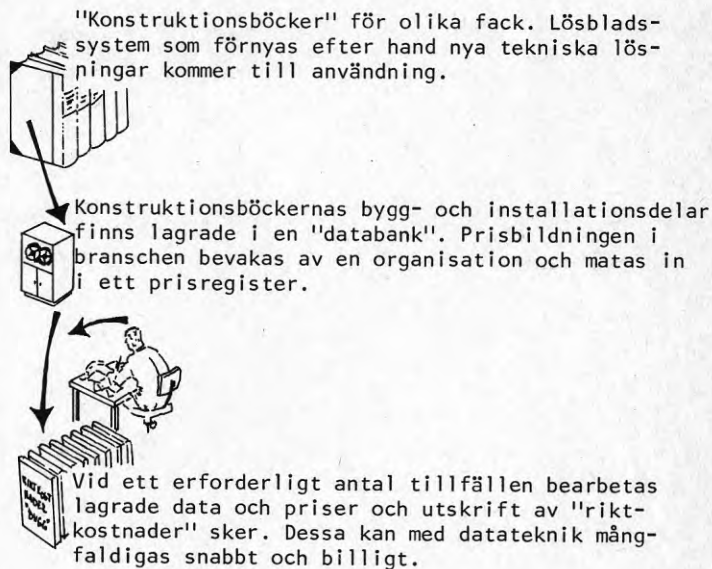 "Konstruktionsböcker" för olika fack. Lösblads-
system som förnyas efter hand nya tekniska lös-
ningar kommer till användning.
Konstruktionsböckernas bygg- och installationsdelar
finns lagrade i en "databank". Prisbildningen i
branschen bevakas av en organisation och matas in
i ett prisregister.
RIKTKOST
NADER
"BYGG"
Vid ett erforderligt antal tillfällen bearbetas
lagrade data och priser och utskrift av "rikt-
kostnader" sker. Dessa kan med datateknik mång-
faldigas snabbt och billigt.